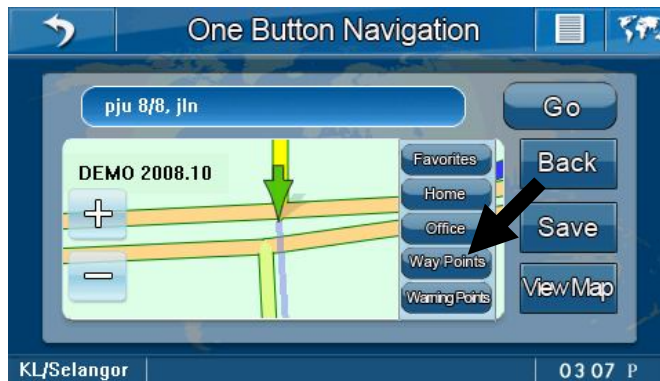 One Button Navigation
pju 8/8, jln
Go
DEMO 2008.10
Favorites
Home
Office
Way Points
Warning Points
Back
Save
View Map
KL/Selangor
03 07 P